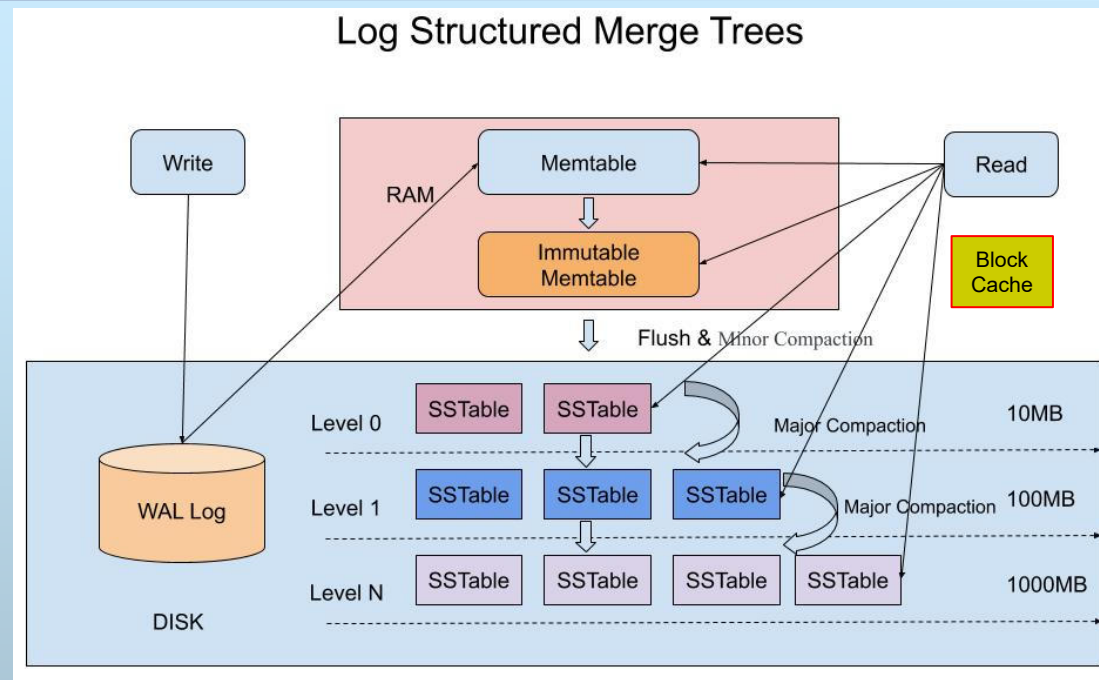 Log Structured Merge Trees
Write
RAM
Memtable
Immutable
Memtable
Read
Block
Cache
Flush & Minor Compaction
Level 0
SSTable
SSTable
Major Compaction
10MB
WAL Log
Level 1
SSTable
SSTable
SSTable
Major Compaction
100MB
Level N
SSTable
SSTable
SSTable
SSTable
1000MB
DISK